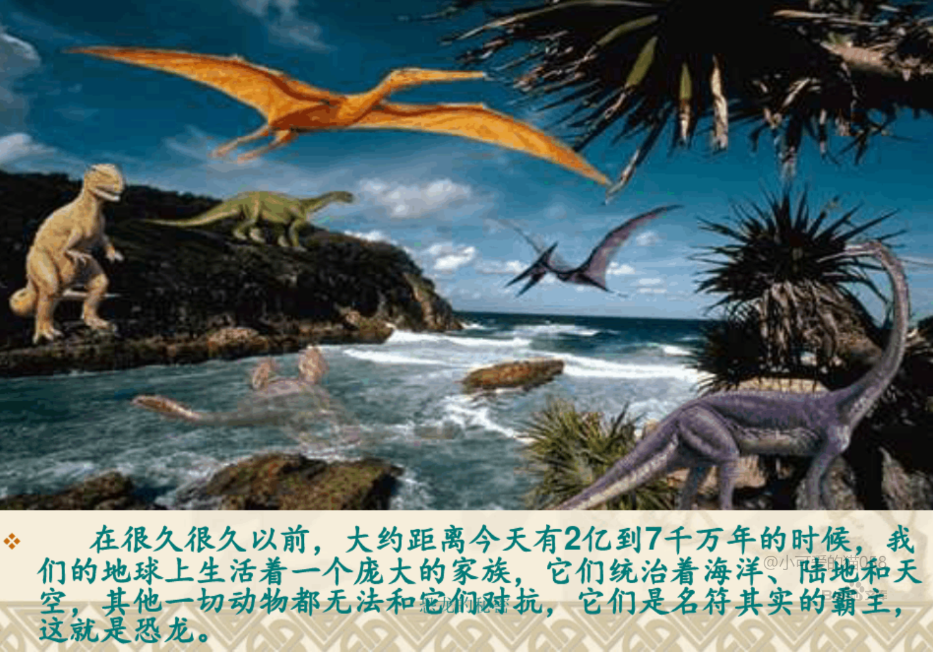 在很久很久以前，大约距离今天有2亿到7千万年的时候，我
们的地球上生活着一个庞大的家族，它们统治着海洋、陆地和天
空，其他一切动物都无法和它们对抗，它们是名符其实的霸主，
这就是恐龙。